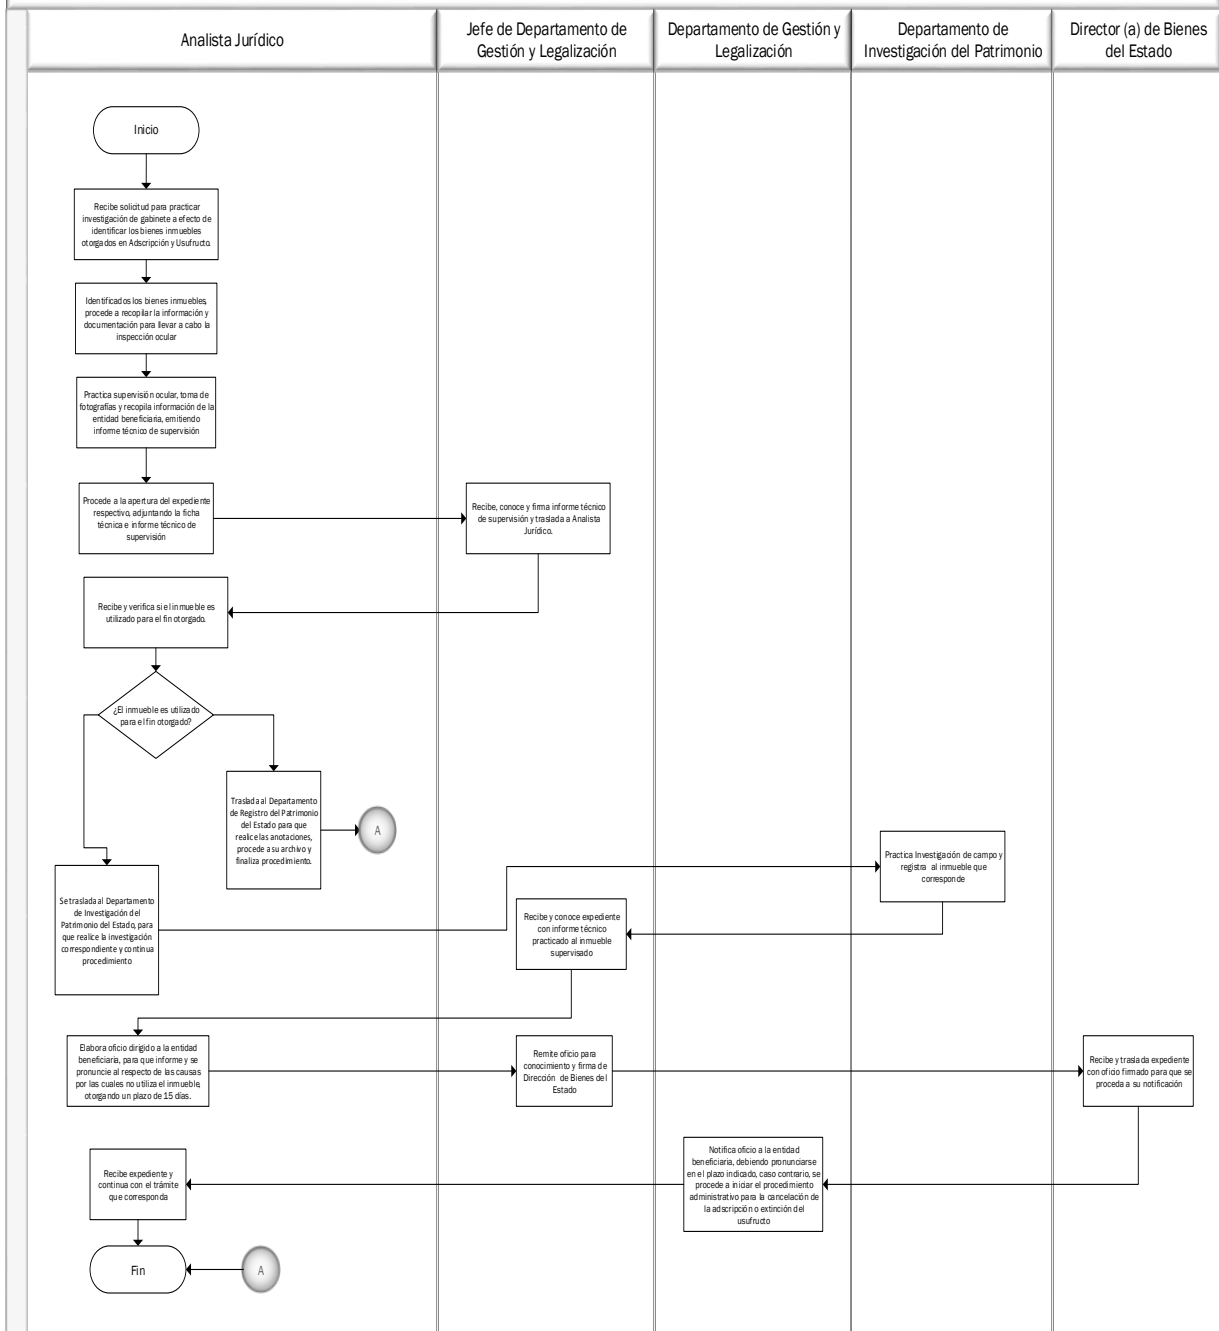 Analista Jurídico
Jefe de Departamento de
Gestión y Legalización
Departamento de Gestión y
Legalización
Departamento de
Investigación del Patrimonio
Director (a) de Bienes
del Estado
Inicio
Recibe solicitud para practicar
investigación de gabinete a efecto de
identificar los bienes inmuebles
otorgados en Adscripción y Usufructo.
Identificados los bienes inmuebles,
procede a recopilar la información y
documentación para llevar a cabo la
inspección ocular
Practica supervisión ocular, toma de
fotografías y recopila información de la
entidad beneficiaria, emitiendo
informe técnico de supervisión
Procede a la apertura del expediente
respectivo, adjuntando la ficha
técnica e informe técnico de
supervisión
Recibe, conoce y firma informe técnico
de supervisión y traslada a Analista
Jurídico.
Recibe y verifica si el inmueble es
utilizado para el fin otorgado.
¿El inmueble es utilizado
para el fin otorgado?
Traslada al Departamento
de Registro del Patrimonio
del Estado para que
realice las anotaciones,
procede a su archivo y
finaliza procedimiento.
A
Practica Investigación de campo y
registra al inmueble que
corresponde
Se traslada al Departamento
de Investigación del
Patrimonio del Estado, para
que realice la investigación
correspondiente y continua
procedimiento
Recibe y conoce expediente
con informe técnico
practicado al inmueble
supervisado
Elabora oficio dirigido a la entidad
beneficiaria, para que informe y se
pronuncie al respecto de las causas
por las cuales no utiliza el inmueble,
otorgando un plazo de 15 días.
Remite oficio para
conocimiento y firma de
Dirección de Bienes del
Estado
Recibe y traslada expediente
con oficio firmado para que se
proceda a su notificación
Notifica oficio a la entidad
beneficiaria, debiendo pronunciarse
en el plazo indicado, caso contrario, se
procede a iniciar el procedimiento
administrativo para la cancelación de
la adscripción o extinción del
usufructo
Recibe expediente y
continua con el trámite
que corresponda
Fin
A